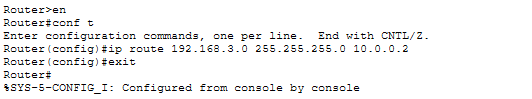 Router>en
Router#conf t
Enter configuration commands, one per line.  End with CNTL/Z.
Router(config)#ip route 192.168.3.0 255.255.255.0 10.0.0.2
Router(config)#exit
Router#
%SYS-5-CONFIG_I: Configured from console by console